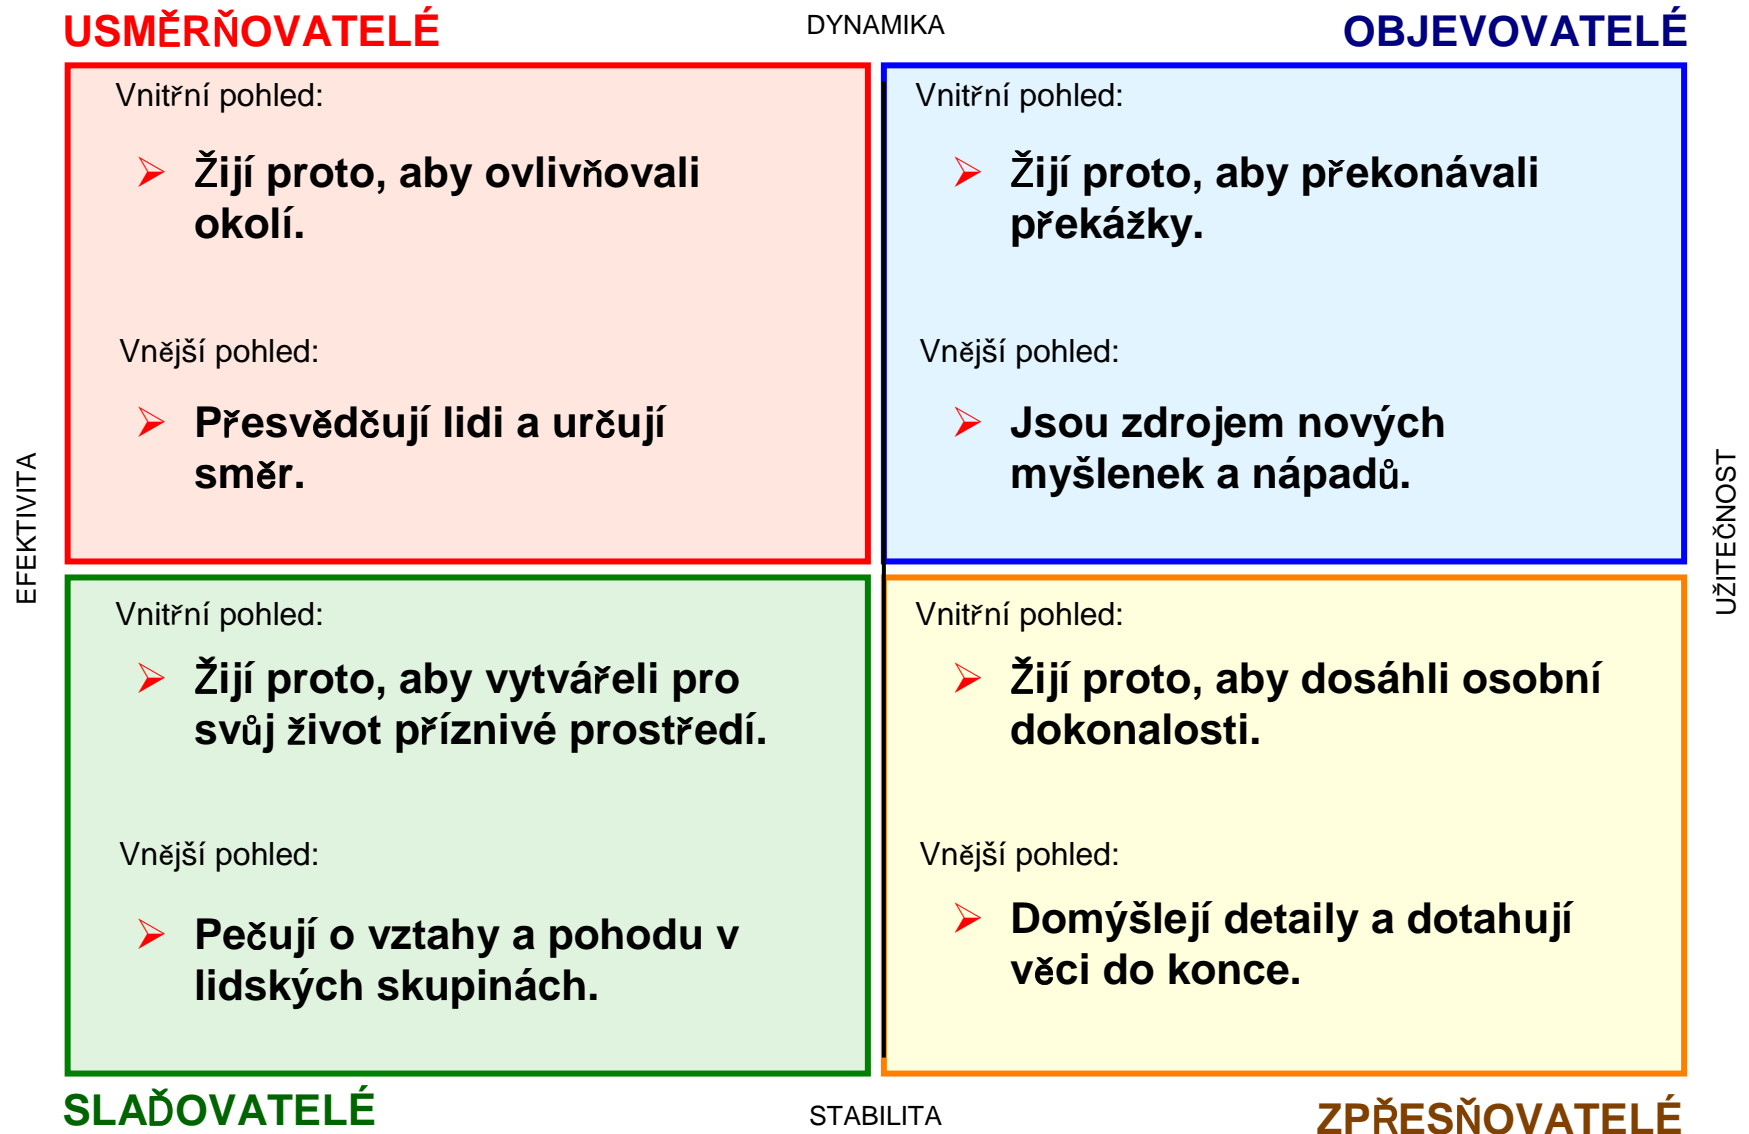 USMĚRŇOVATELÉ
DYNAMIKA
OBJEVOVATELÉ
Vnitřní pohled:
Žijí proto, aby ovlivňovali
okolí.
Vnější pohled:
Přesvědčují lidi a určují
směr.
Vnitřní pohled:
Žijí proto, aby překonávali
překážky.
Vnější pohled:
Jsou zdrojem nových
myšlenek a nápadů.
EFEKTIVITA
UŽITEČNOST
Vnitřní pohled:
Žijí proto, aby vytvářeli pro
svůj život příznivé prostředí.
Vnější pohled:
Pečují o vztahy a pohodu v
lidských skupinách.
Vnitřní pohled:
Žijí proto, aby dosáhli osobní
dokonalosti.
Vnější pohled:
Domýšlejí detaily a dotahují
věci do konce.
SLAĎOVATELÉ
STABILITA
ZPŘESŇOVATELÉ